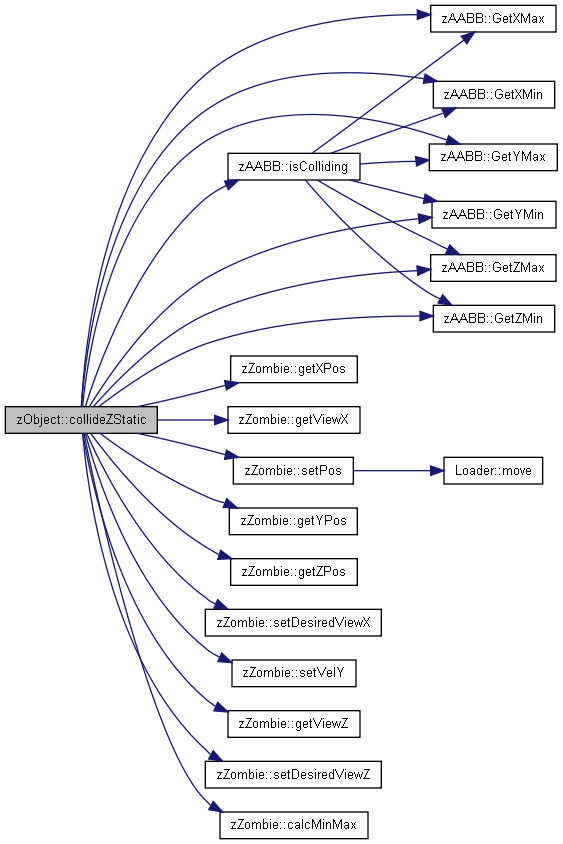 zAABB::GetXMax
zAABB::GetXMin
zAABB::GetYMax
zAABB::isColliding
zAABB::GetYMin
zAABB::GetZMax
zAABB::GetZMin
zZombie::getXPos
zObject::collideZStatic
zZombie::getViewX
zZombie::setPos
Loader::move
zZombie::getYPos
zZombie::getZPos
zZombie::setDesiredViewX
zZombie::setVelY
zZombie::getViewZ
zZombie::setDesiredViewZ
zZombie::calcMinMax